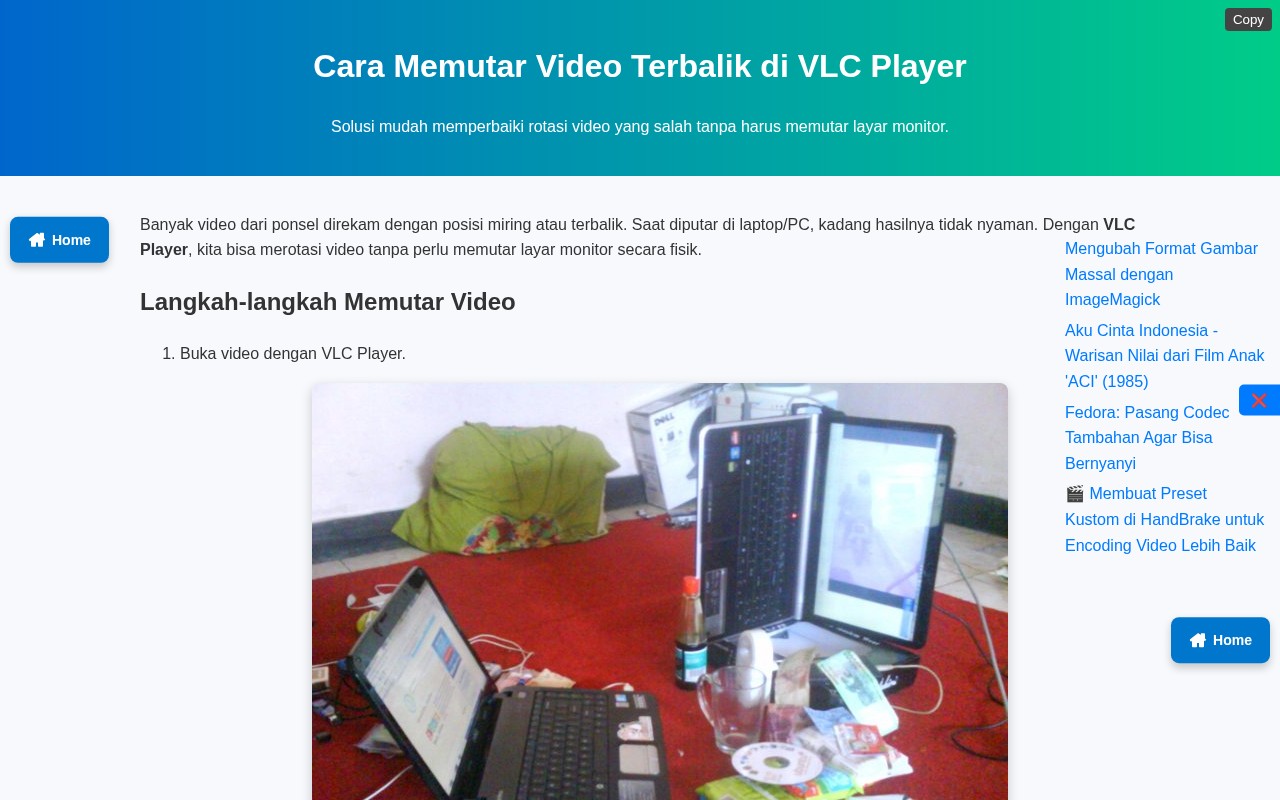 Copy
Cara Memutar Video Terbalik di VLC Player
Solusi mudah memperbaiki rotasi video yang salah tanpa harus memutar layar monitor.
Home
Banyak video dari ponsel direkam dengan posisi miring atau terbalik. Saat diputar di laptop/PC, kadang hasilnya tidak nyaman. Dengan VLC
Player, kita bisa merotasi video tanpa perlu memutar layar monitor secara fisik.
Langkah-langkah Memutar Video
1. Buka video dengan VLC Player.
DELL
Mengubah Format Gambar
Massal dengan
ImageMagick
Aku Cinta Indonesia -
Warisan Nilai dari Film Anak
'ACI' (1985)
Fedora: Pasang Codec
Tambahan Agar Bisa
Bernyanyi
🎬 Membuat Preset
Kustom di HandBrake untuk
Encoding Video Lebih Baik
Home